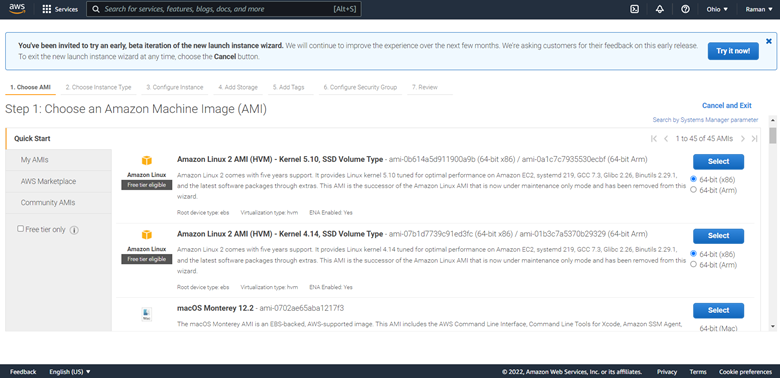 aws Services Search for services, features, blogs, docs, and more [Alt+S] Ohio Raman
You've been invited to try an early, beta iteration of the new launch instance wizard. We will continue to improve the experience over the next few months. We're asking customers for their feedback on this early release.
To exit the new launch instance wizard at any time, choose the Cancel button.
Try it now!
1. Choose AMI 2. Choose Instance Type 3. Configure Instance 4. Add Storage 5. Add Tags 6. Configure Security Group 7. Review
Step 1: Choose an Amazon Machine Image (AMI)
Cancel and Exit
Search by Systems Manager parameter
Quick Start
My AMIs
AWS Marketplace
Community AMIs
Free tier only
1 to 45 of 45 AMIs
Amazon Linux
Free tier eligible
Amazon Linux 2 AMI (HVM) - Kernel 5.10, SSD Volume Type - ami-0b614a5d911900a9b (64-bit x86) / ami-0a1c7c7935530ecbf (64-bit Arm)
Amazon Linux 2 comes with five years support. It provides Linux kernel 5.10 tuned for optimal performance on Amazon EC2, systemd 219, GCC 7.3, Glibc 2.26, Binutils 2.29.1,
and the latest software packages through extras. This AMI is the successor of the Amazon Linux AMI that is now under maintenance only mode and has been removed from this
wizard.
Root device type: ebs Virtualization type: hvm ENA Enabled: Yes
Select
64-bit (x86)
64-bit (Arm)
Amazon Linux
Free tier eligible
Amazon Linux 2 AMI (HVM) - Kernel 4.14, SSD Volume Type - ami-07b1d7739c91ed3fc (64-bit x86) / ami-01b3c7a5370b29329 (64-bit Arm)
Amazon Linux 2 comes with five years support. It provides Linux kernel 4.14 tuned for optimal performance on Amazon EC2, systemd 219, GCC 7.3, Glibc 2.26, Binutils 2.29.1,
and the latest software packages through extras. This AMI is the successor of the Amazon Linux AMI that is now under maintenance only mode and has been removed from this
wizard.
Root device type: ebs Virtualization type: hvm ENA Enabled: Yes
Select
64-bit (x86)
64-bit (Arm)
Mac
macOS Monterey 12.2 - ami-0702ae65aba1217f3
The macOS Monterey AMI is an EBS-backed, AWS-supported image. This AMI includes the AWS Command Line Interface, Command Line Tools for Xcode, Amazon SSM Agent,
Select
64-bit (Mac)
Feedback English (US) © 2022, Amazon Web Services, Inc. or its affiliates. Privacy Terms Cookie preferences